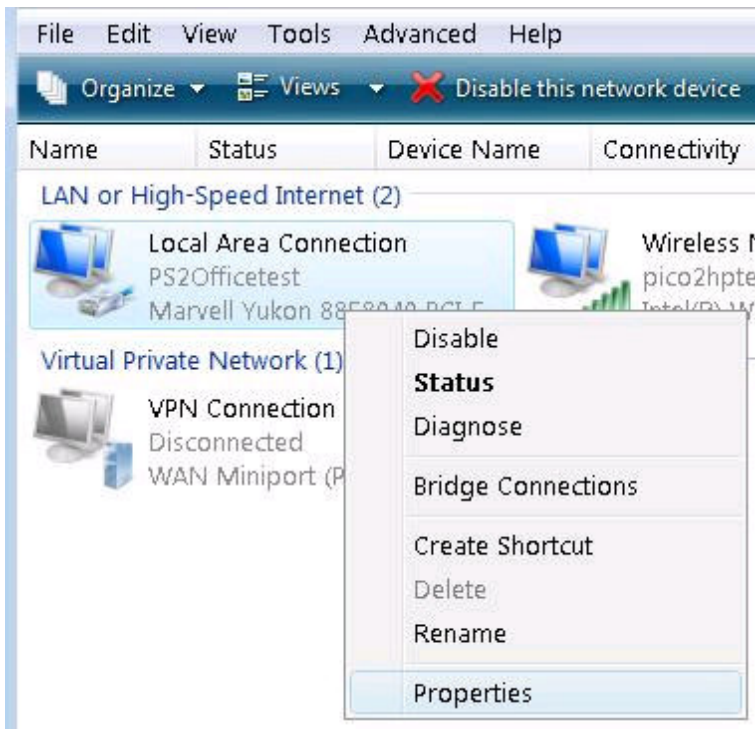 File Edit View Tools Advanced Help
Organize Views Disable this network device
Name Status Device Name Connectivity
LAN or High-Speed Internet (2)
Local Area Connection Wireless
PS2Officetest
Marvell Yukon
Virtual Private Network (1)
VPN Connection
Disconnected
WAN Miniport
Disable
Status
Diagnose
Bridge Connections
Create Shortcut
Delete
Rename
Properties